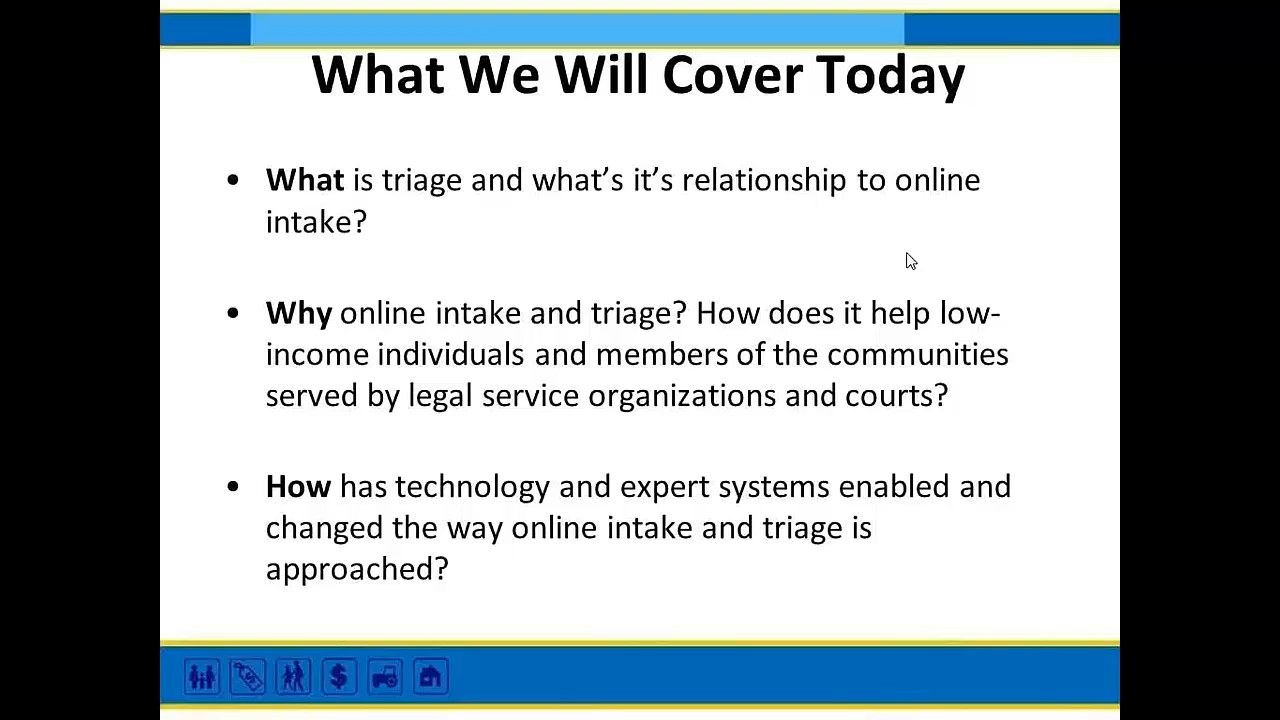 What We Will Cover Today
• What is triage and what’s it’s relationship to online
intake?
• Why online intake and triage? How does it help low-
income individuals and members of the communities
served by legal service organizations and courts?
• How has technology and expert systems enabled and
changed the way online intake and triage is
approached?
$